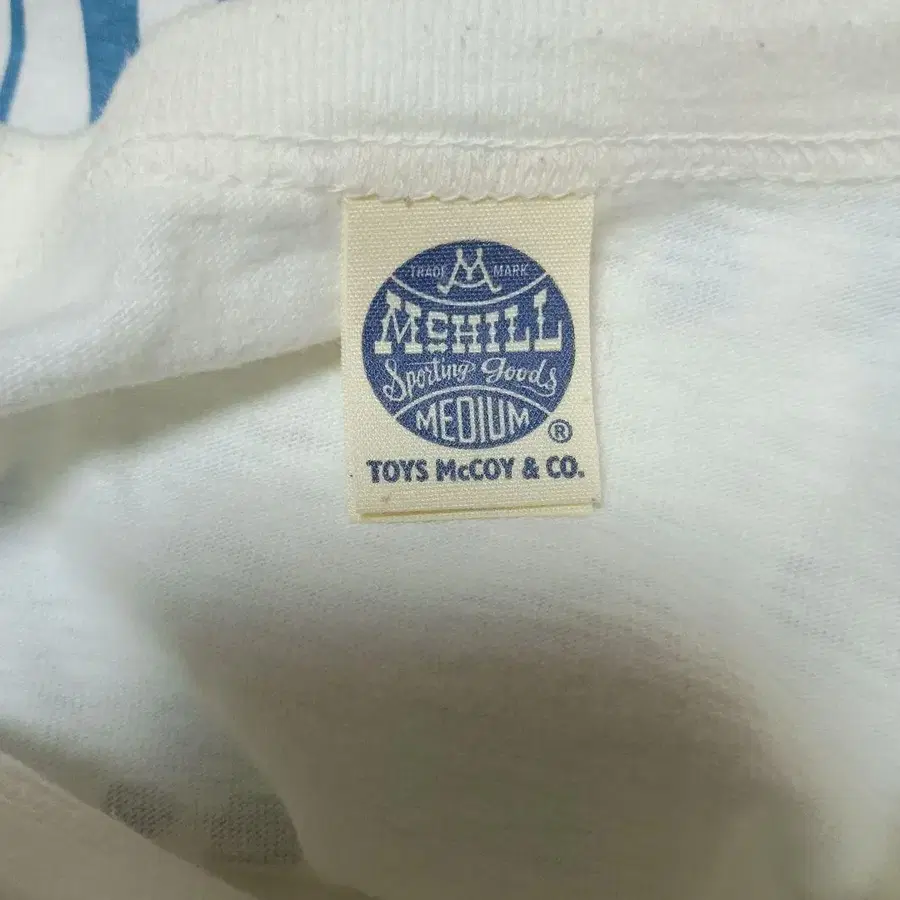 TRADE M MARK
McHILL
Sporting Goods
MEDIUM ®
TOYS McCOY & CO.